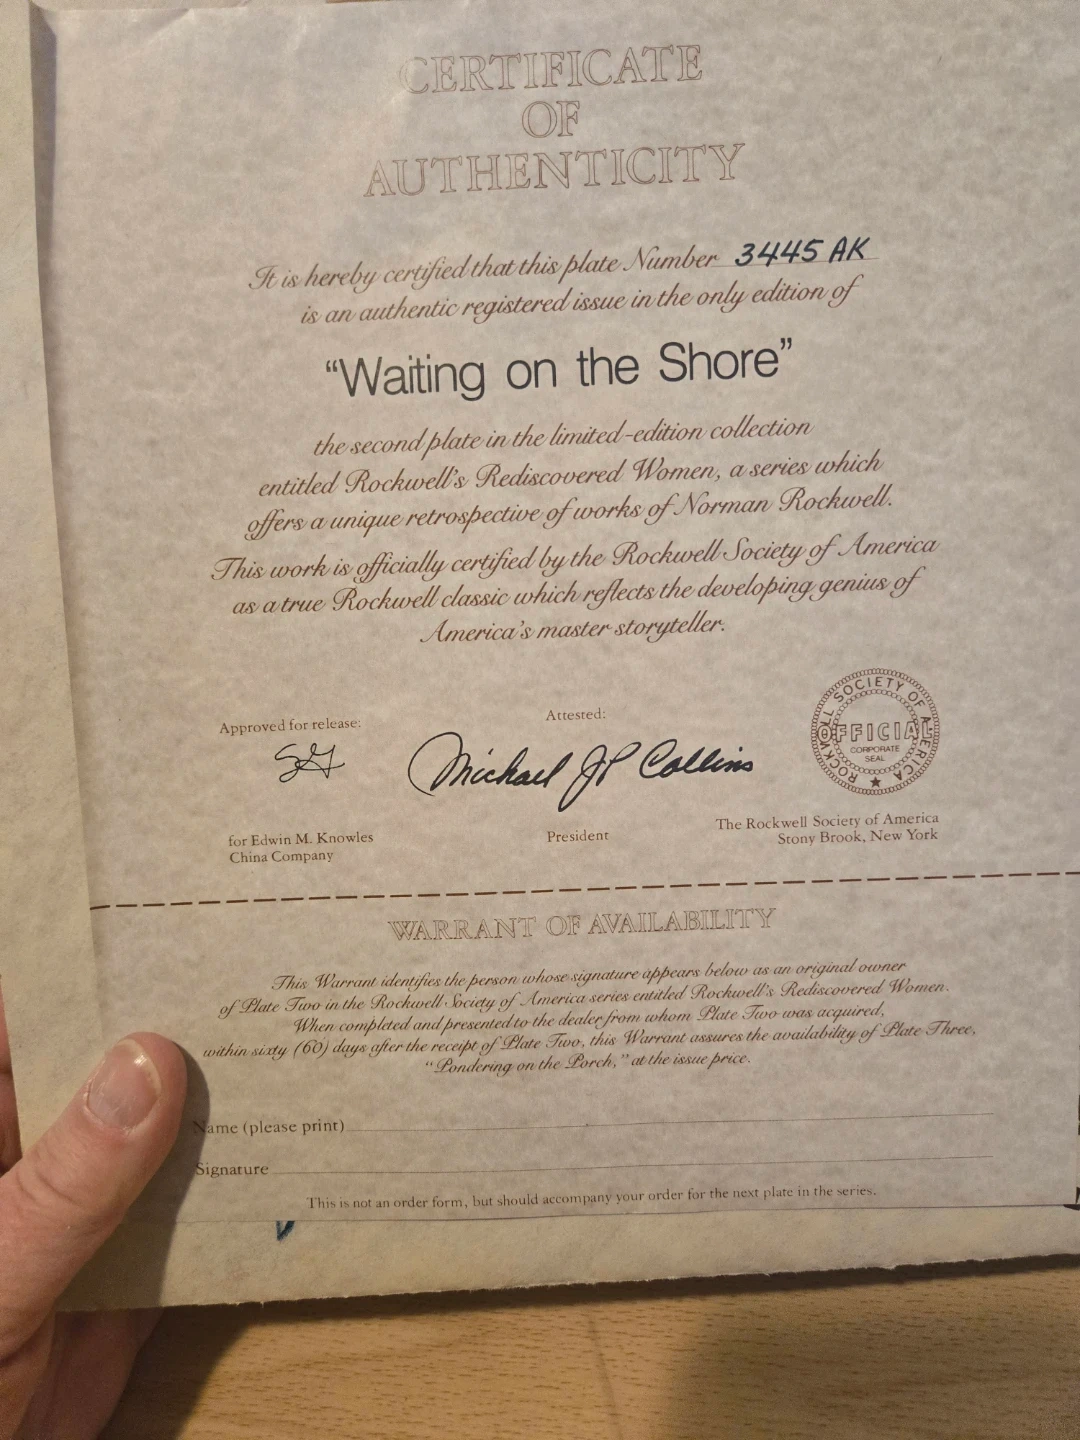 CERTIFICATE
OF
AUTHENTICITY
It is hereby certified that this plate Number 3445 AK
is an authentic registered issue in the only edition of
“Waiting on the Shore”
the second plate in the limited-edition collection
entitled Rockwell's Rediscovered Women, a series which
offers a unique retrospective of works of Norman Rockwell.
This work is officially certified by the Rockwell Society of America
as a true Rockwell classic which reflects the developing genius of
America's master storyteller.
Approved for release:
for Edwin M. Knowles
China Company
Attested:
Michael JP Collins
President
ROCKWELL SOCIETY OF AMERICA
OFFICIAL
CORPORATE
SEAL
The Rockwell Society of America
Stony Brook, New York
WARRANT OF AVAILABILITY
This Warrant identifies the person whose signature appears below as an original owner
of Plate Two in the Rockwell Society of America series entitled Rockwell's Rediscovered Women.
When completed and presented to the dealer from whom Plate Two was acquired,
within sixty (60) days after the receipt of Plate Two, this Warrant assures the availability of Plate Three,
“Pondering on the Porch,” at the issue price.
Name (please print)
Signature
This is not an order form, but should accompany your order for the next plate in the series.